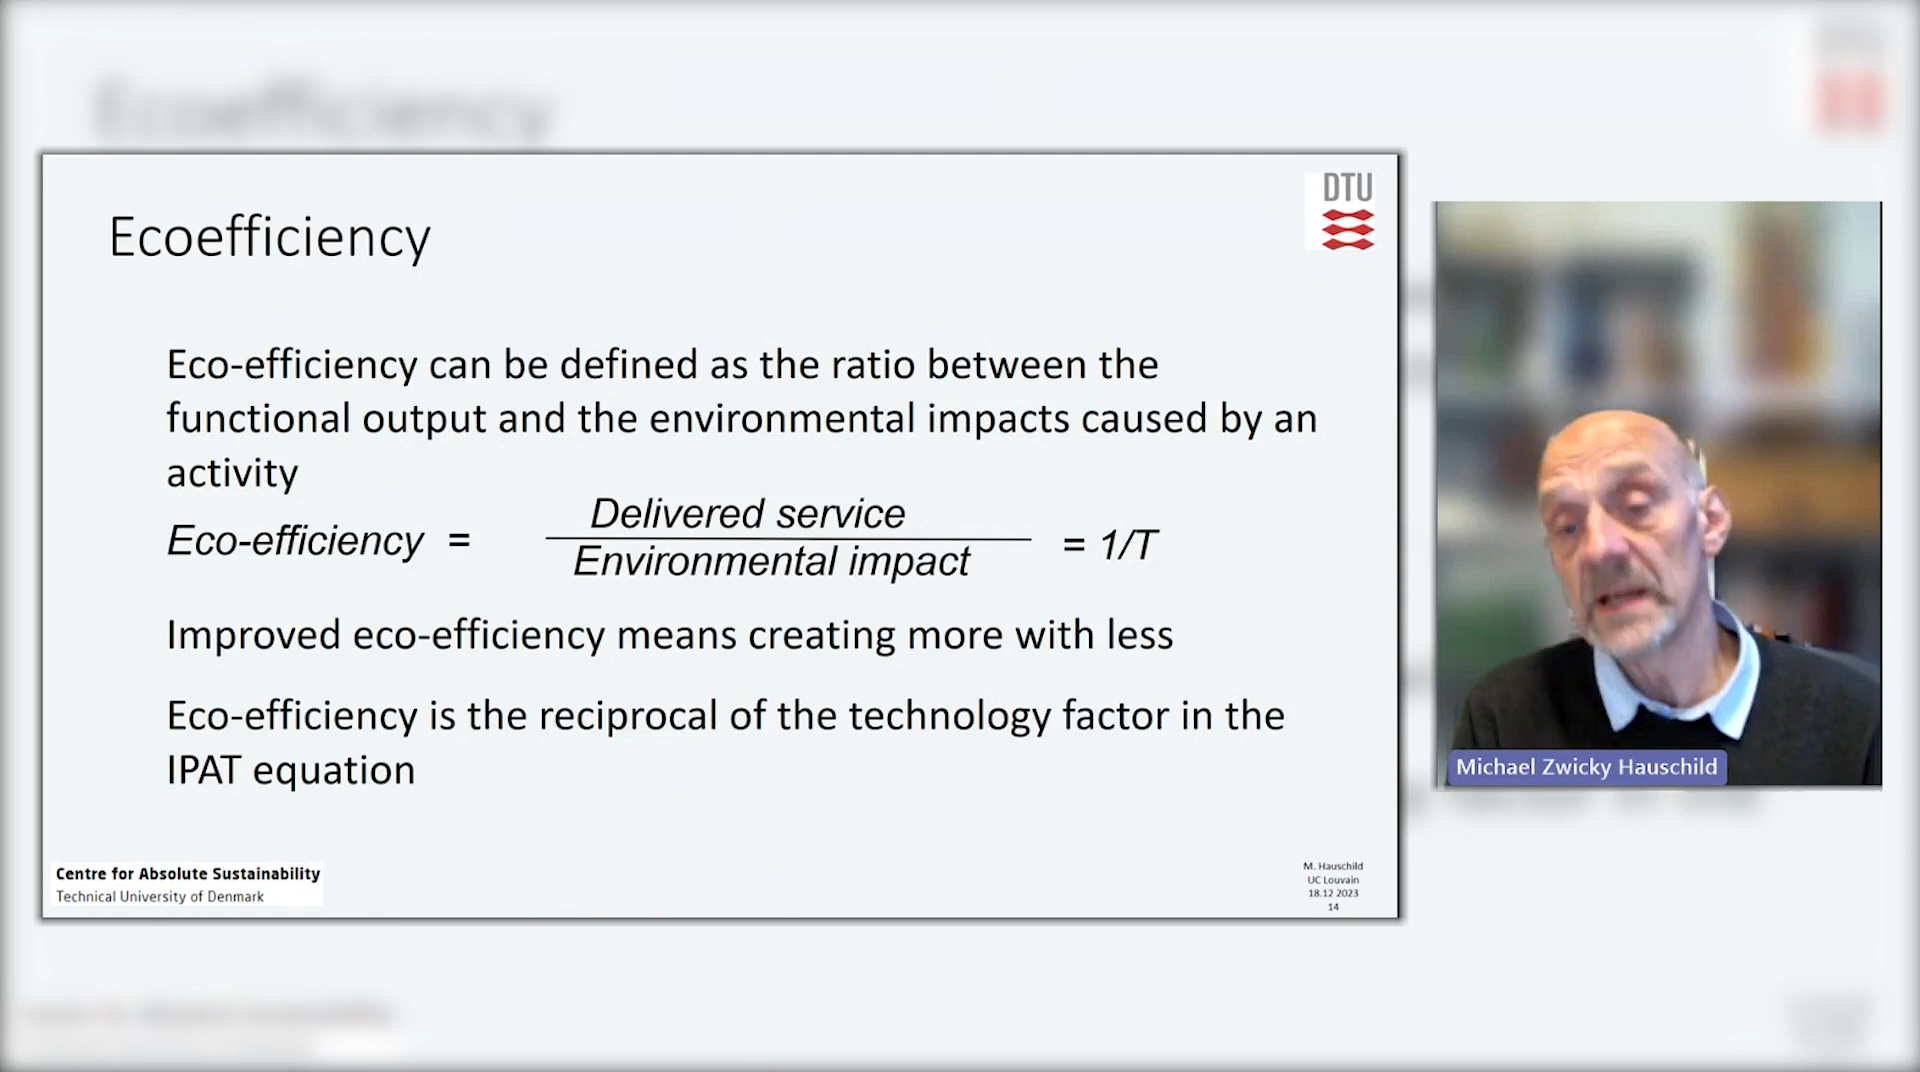 Ecoefficiency
DTU
Ecoefficiency
Eco-efficiency can be defined as the ratio between the
functional output and the environmental impacts caused by an
activity
Eco-efficiency = Delivered service / Environmental impact = 1/T
Improved eco-efficiency means creating more with less
Eco-efficiency is the reciprocal of the technology factor in the
IPAT equation
Centre for Absolute Sustainability
Technical University of Denmark
M. Hauschild
UC Louvain
18.12 2023
14
Michael Zwicky Hauschild